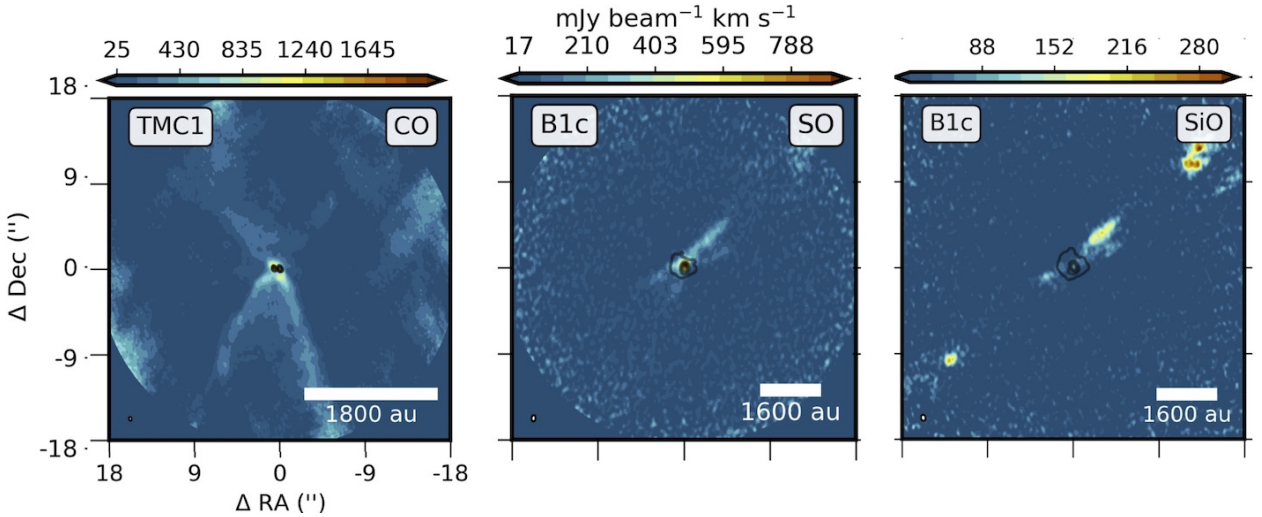 mJy beam⁻¹ km s⁻¹
25 430 835 1240 1645
17 210 403 595 788
88 152 216 280
TMC1 CO
B1c SO
B1c SiO
18
9
0
-9
-18
Δ Dec ('')
1800 au
1600 au
1600 au
18 9 0 -9 -18
Δ RA ('')